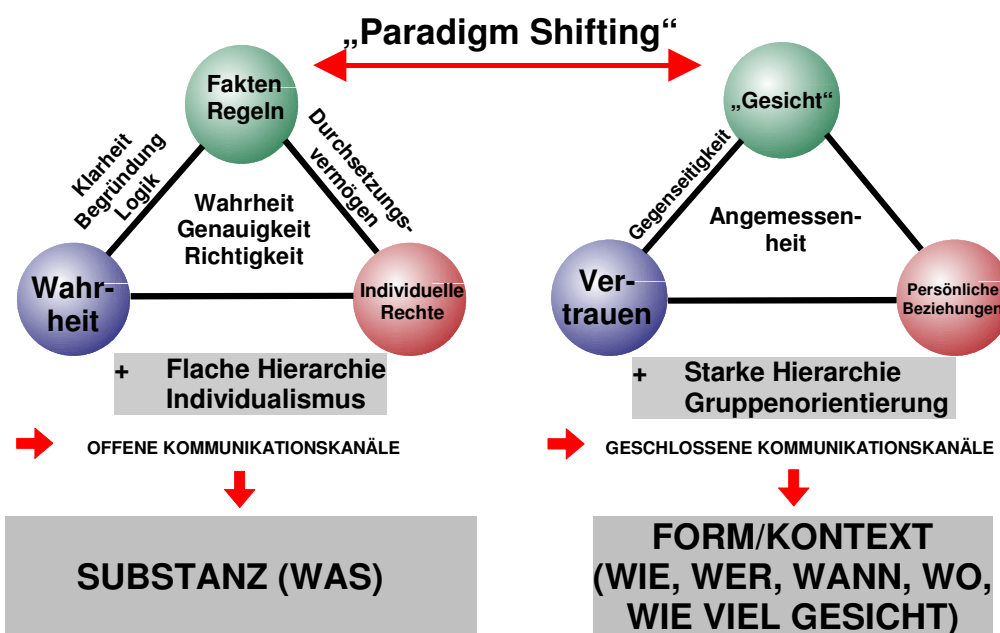 „Paradigm Shifting“
Fakten
Regeln
Klarheit
Begründung
Logik
Durchsetzungs-
vermögen
Wahrheit
Genauigkeit
Richtigkeit
Wahr-
heit
Individuelle
Rechte
+ Flache Hierarchie
Individualismus
OFFENE KOMMUNIKATIONSKANÄLE
SUBSTANZ (WAS)
„Gesicht“
Gegenseitigkeit
Angemessen-
heit
Ver-
trauen
Persönliche
Beziehungen
+ Starke Hierarchie
Gruppenorientierung
GESCHLOSSENE KOMMUNIKATIONSKANÄLE
FORM/KONTEXT
(WIE, WER, WANN, WO,
WIE VIEL GESICHT)